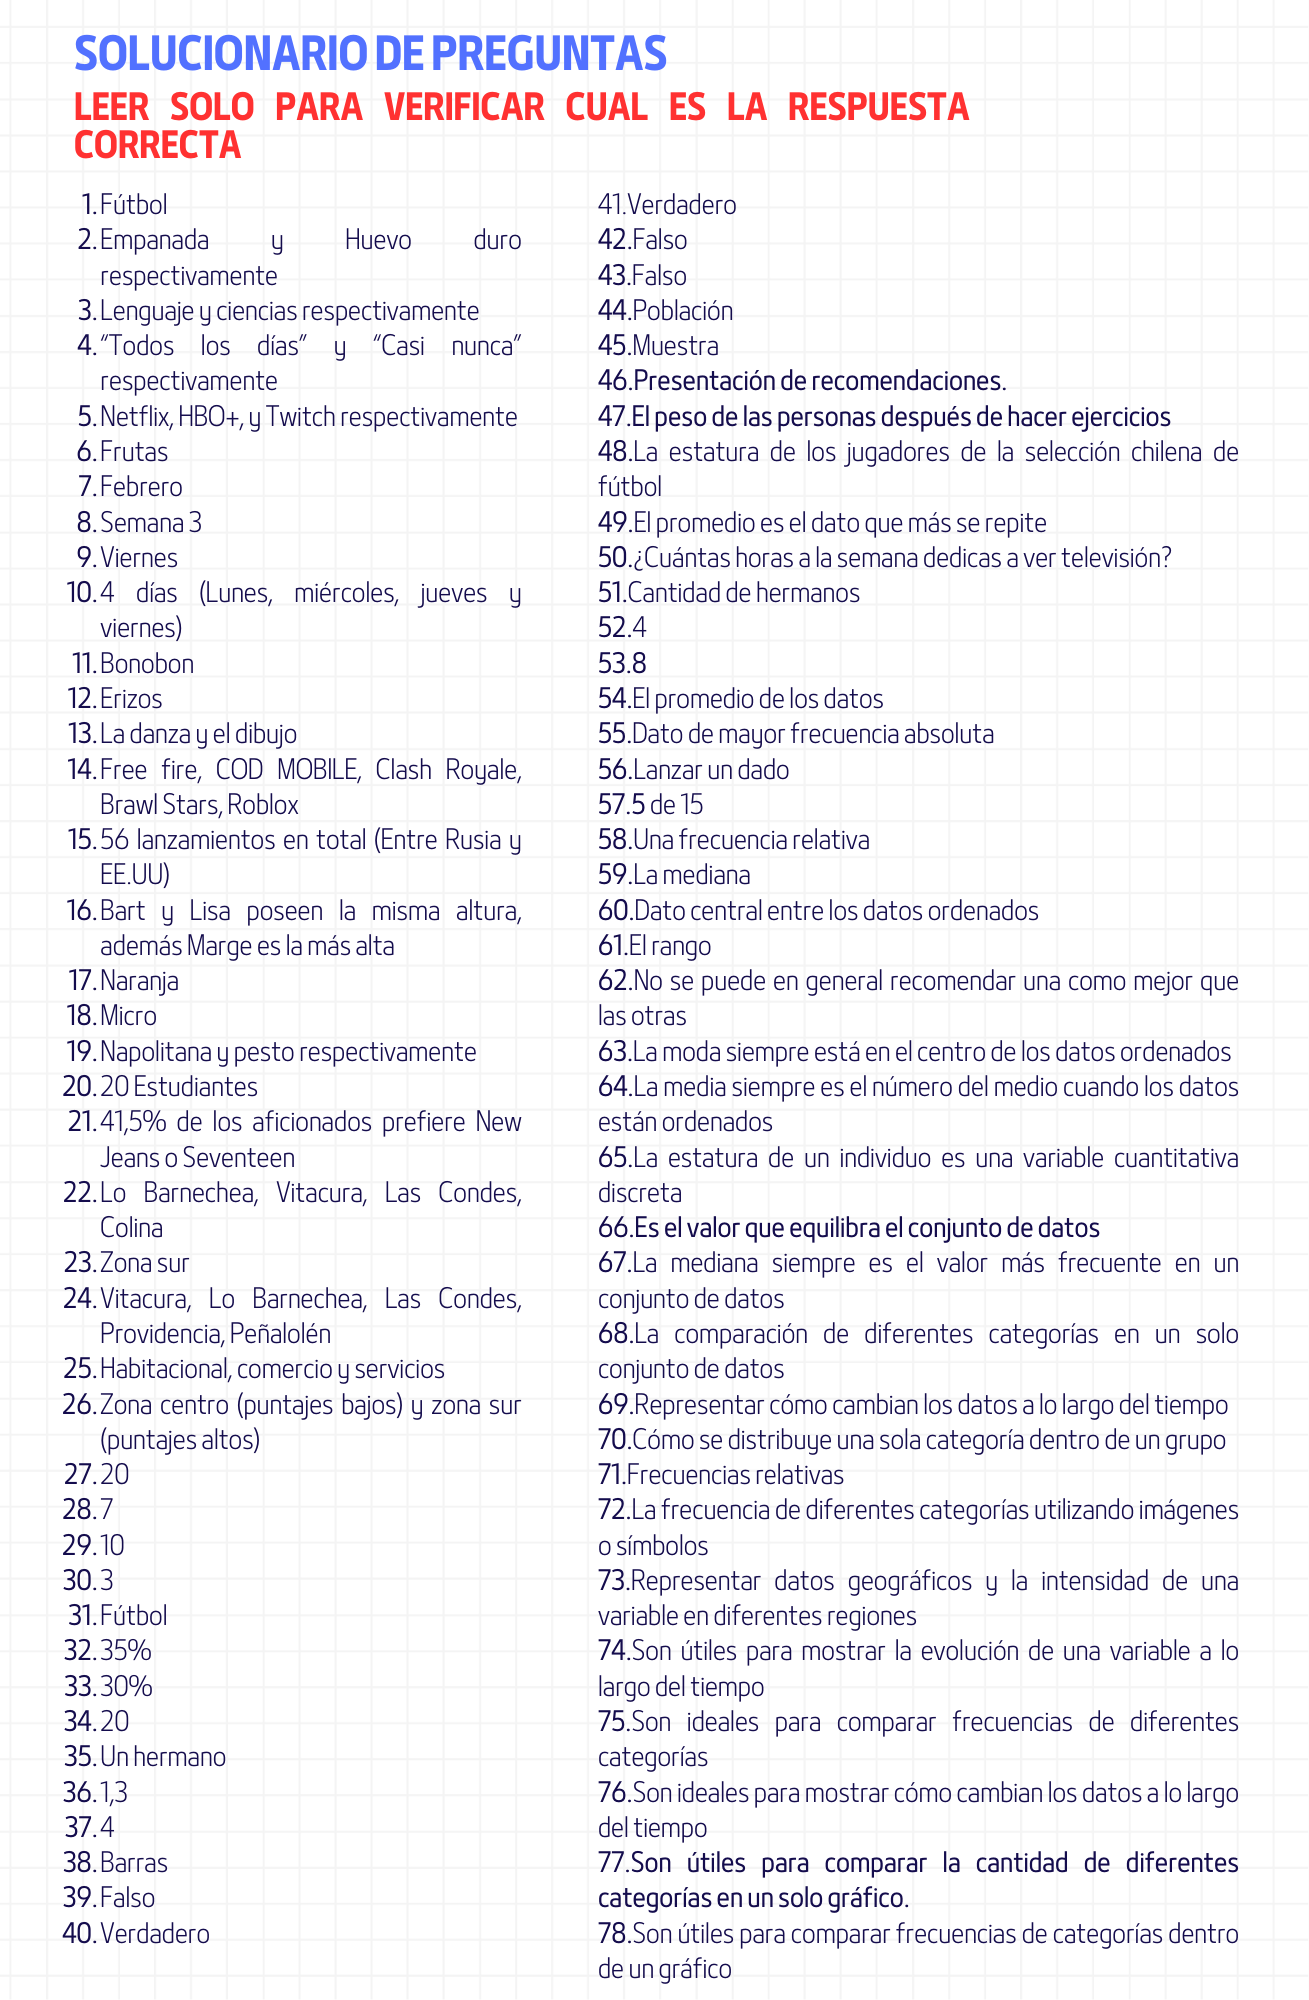 SOLUCIONARIO DE PREGUNTAS
LEER SOLO PARA VERIFICAR CUAL ES LA RESPUESTA
CORRECTA
1. Fútbol
2. Empanada y Huevo duro
respectivamente
3. Lenguaje y ciencias respectivamente
4. “Todos los días” y “Casi nunca”
respectivamente
5. Netflix, HBO+, y Twitch respectivamente
6. Frutas
7. Febrero
8. Semana 3
9. Viernes
10. 4 días (Lunes, miércoles, jueves y
viernes)
11. Bonobon
12. Erizos
13. La danza y el dibujo
14. Free fire, COD MOBILE, Clash Royale,
Brawl Stars, Roblox
15. 56 lanzamientos en total (Entre Rusia y
EE.UU)
16. Bart y Lisa poseen la misma altura,
además Marge es la más alta
17. Naranja
18. Micro
19. Napolitana y pesto respectivamente
20. 20 Estudiantes
21. 41,5% de los aficionados prefiere New
Jeans o Seventeen
22. Lo Barnechea, Vitacura, Las Condes,
Colina
23. Zona sur
24. Vitacura, Lo Barnechea, Las Condes,
Providencia, Peñalolén
25. Habitacional, comercio y servicios
26. Zona centro (puntajes bajos) y zona sur
(puntajes altos)
27. 20
28. 7
29. 10
30. 3
31. Fútbol
32. 35%
33. 30%
34. 20
35. Un hermano
36. 1,3
37. 4
38. Barras
39. Falso
40. Verdadero
41.Verdadero
42.Falso
43.Falso
44.Población
45.Muestra
46.Presentación de recomendaciones.
47.El peso de las personas después de hacer ejercicios
48.La estatura de los jugadores de la selección chilena de
fútbol
49.El promedio es el dato que más se repite
50.¿Cuántas horas a la semana dedicas a ver televisión?
51.Cantidad de hermanos
52.4
53.8
54.El promedio de los datos
55.Dato de mayor frecuencia absoluta
56.Lanzar un dado
57.5 de 15
58.Una frecuencia relativa
59.La mediana
60.Dato central entre los datos ordenados
61.El rango
62.No se puede en general recomendar una como mejor que
las otras
63.La moda siempre está en el centro de los datos ordenados
64.La media siempre es el número del medio cuando los datos
están ordenados
65.La estatura de un individuo es una variable cuantitativa
discreta
66.Es el valor que equilibra el conjunto de datos
67.La mediana siempre es el valor más frecuente en un
conjunto de datos
68.La comparación de diferentes categorías en un solo
conjunto de datos
69.Representar cómo cambian los datos a lo largo del tiempo
70.Cómo se distribuye una sola categoría dentro de un grupo
71.Frecuencias relativas
72.La frecuencia de diferentes categorías utilizando imágenes
o símbolos
73.Representar datos geográficos y la intensidad de una
variable en diferentes regiones
74.Son útiles para mostrar la evolución de una variable a lo
largo del tiempo
75.Son ideales para comparar frecuencias de diferentes
categorías
76.Son ideales para mostrar cómo cambian los datos a lo largo
del tiempo
77.Son útiles para comparar la cantidad de diferentes
categorías en un solo gráfico.
78.Son útiles para comparar frecuencias de categorías dentro
de un gráfico